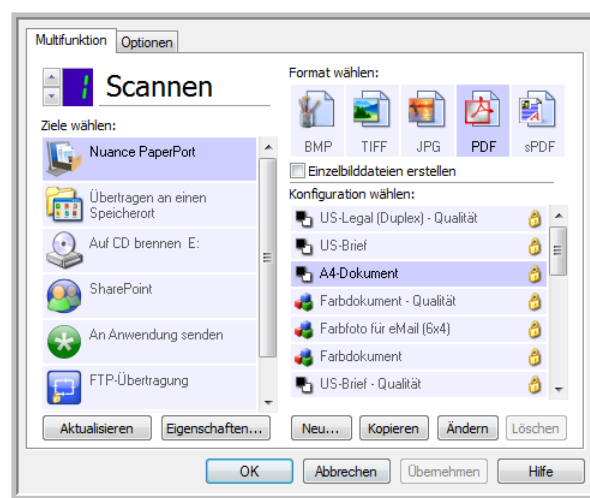 Multifunktion Optionen
1 Scannen
Ziele wählen:
Nuance PaperPort
Übertragen an einen
Speicherort
Auf CD brennen E:
SharePoint
An Anwendung senden
FTP-Übertragung
Aktualisieren Eigenschaften...
Format wählen:
BMP TIFF JPG PDF sPDF
Einzelbilddateien erstellen
Konfiguration wählen:
US-Legal (Duplex) - Qualität
US-Brief
A4-Dokument
Farbdokument - Qualität
Farbfoto für eMail (6x4)
Farbdokument
US-Brief - Qualität
Neu... Kopieren Ändern Löschen
OK Abbrechen Übernehmen Hilfe